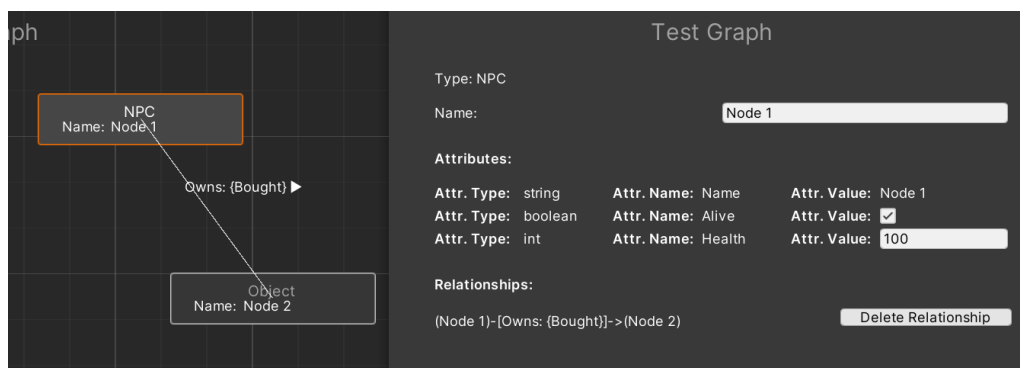 aph
NPC
Name: Node 1
Owns: {Bought}
Object
Name: Node 2
Test Graph
Type: NPC
Name: Node 1
Attributes:
Attr. Type: string Attr. Name: Name Attr. Value: Node 1
Attr. Type: boolean Attr. Name: Alive Attr. Value:
Attr. Type: int Attr. Name: Health Attr. Value: 100
Relationships:
(Node 1)-[Owns: {Bought}]->(Node 2) Delete Relationship